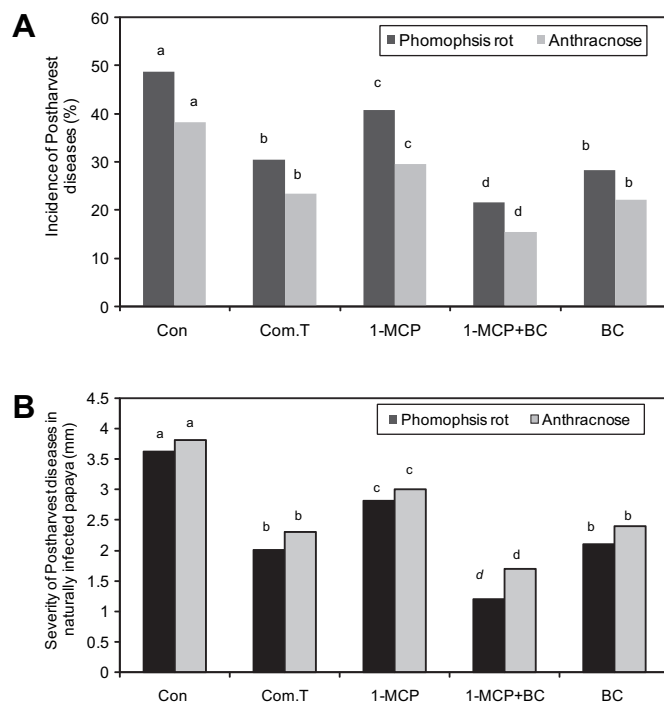 A
Incidence of Postharvest
diseases (%)
60
50
40
30
20
10
0
Phomophsis rot
Anthracnose
a
a
b
b
c
c
d
d
b
b
Con
Com.T
1-MCP
1-MCP+BC
BC
B
Severity of Postharvest diseases in
naturally infected papaya (mm)
4.5
4
3.5
3
2.5
2
1.5
1
0.5
0
Phomophsis rot
Anthracnose
a
a
b
b
c
c
d
d
b
b
Con
Com.T
1-MCP
1-MCP+BC
BC